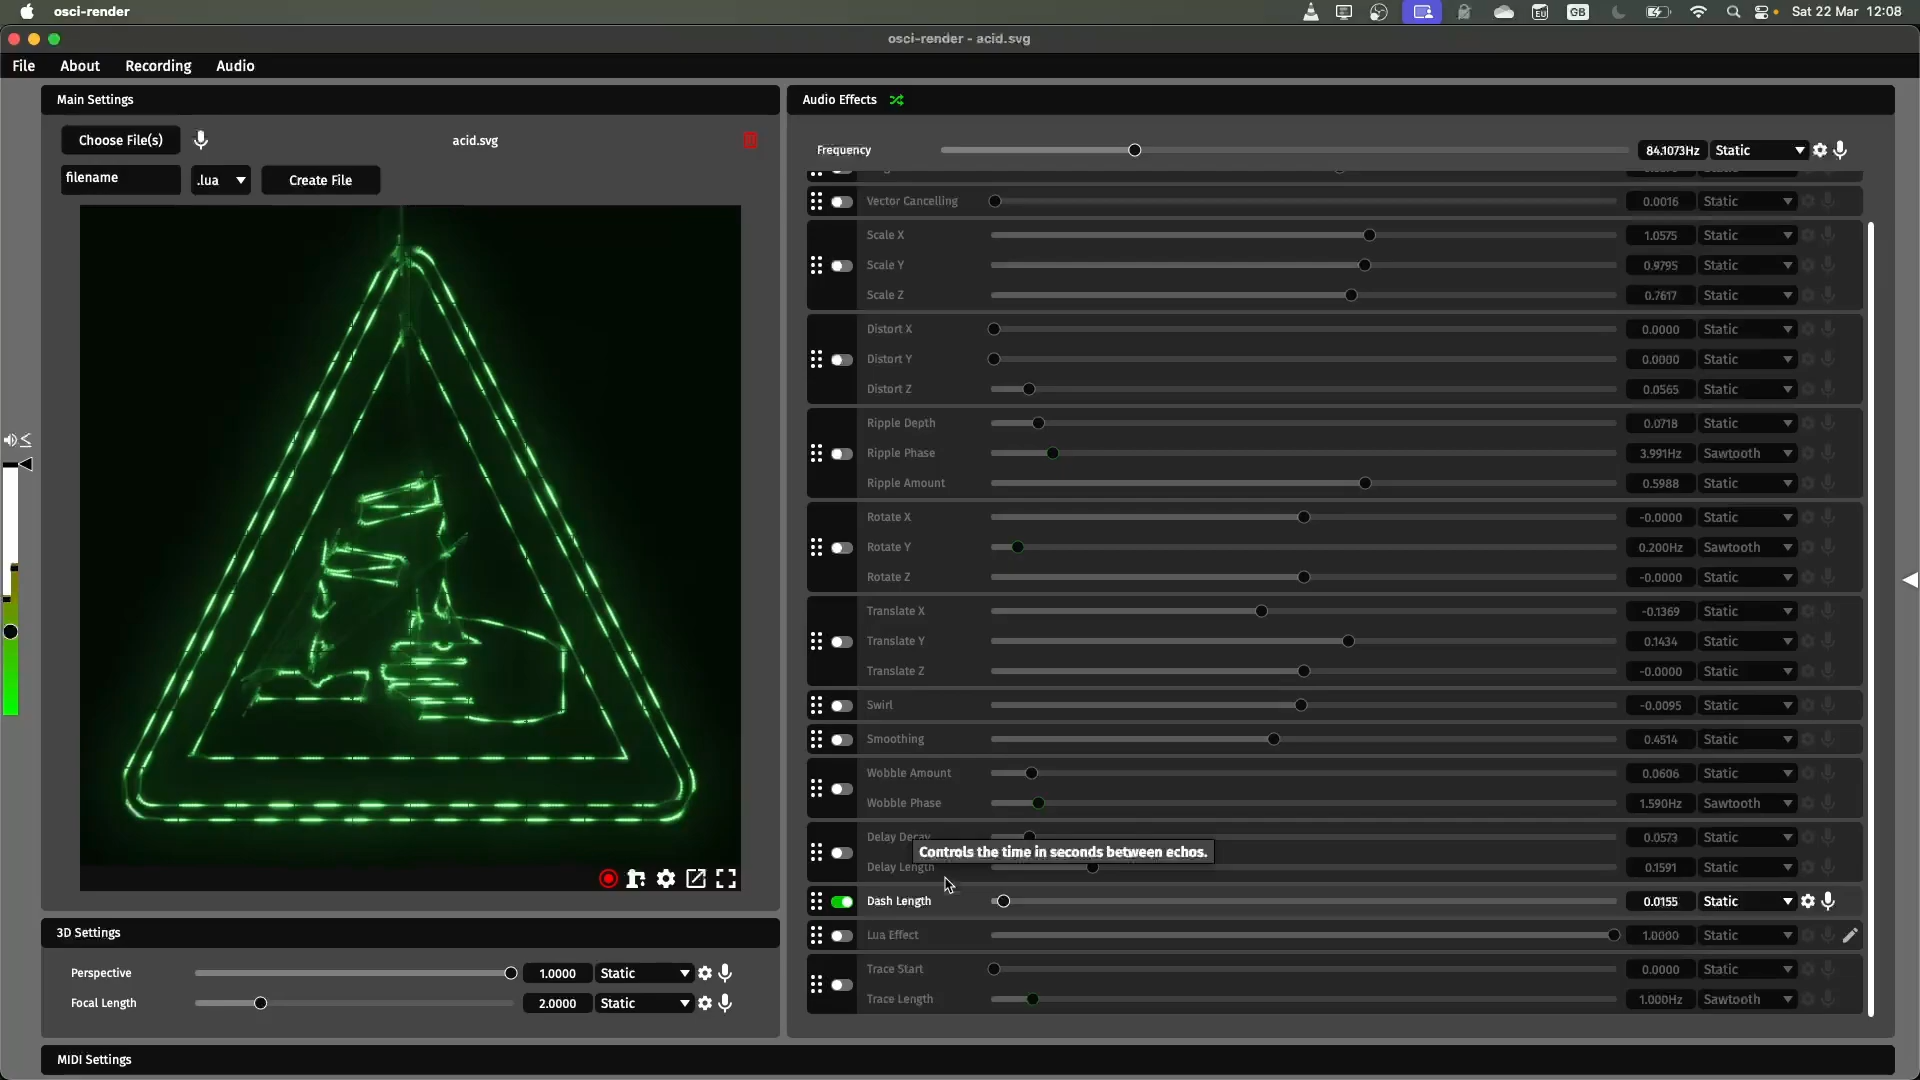 osci-render
GB
EU
Sat 22 Mar 12:08
osci-render - acid.svg
File About Recording Audio
Main Settings
Choose File(s)
acid.svg
filename
.lua
Create File
3D Settings
Perspective 1.0000 Static
Focal Length 2.0000 Static
MIDI Settings
Audio Effects
Frequency 84.1073Hz Static
Vector Cancelling 0.0016 Static
Scale X 1.0575 Static
Scale Y 0.9795 Static
Scale Z 0.7617 Static
Distort X 0.0000 Static
Distort Y 0.0000 Static
Distort Z 0.0565 Static
Ripple Depth 0.0718 Static
Ripple Phase 3.991Hz Sawtooth
Ripple Amount 0.5988 Static
Rotate X -0.0000 Static
Rotate Y 0.200Hz Sawtooth
Rotate Z -0.0000 Static
Translate X -0.1369 Static
Translate Y 0.1434 Static
Translate Z -0.0000 Static
Swirl -0.0095 Static
Smoothing 0.4514 Static
Wobble Amount 0.0606 Static
Wobble Phase 1.590Hz Sawtooth
Delay Decay 0.0573 Static
Controls the time in seconds between echos.
Delay Length 0.1591 Static
Dash Length 0.0155 Static
Lua Effect 1.0000 Static
Trace Start 0.0000 Static
Trace Length 1.000Hz Sawtooth